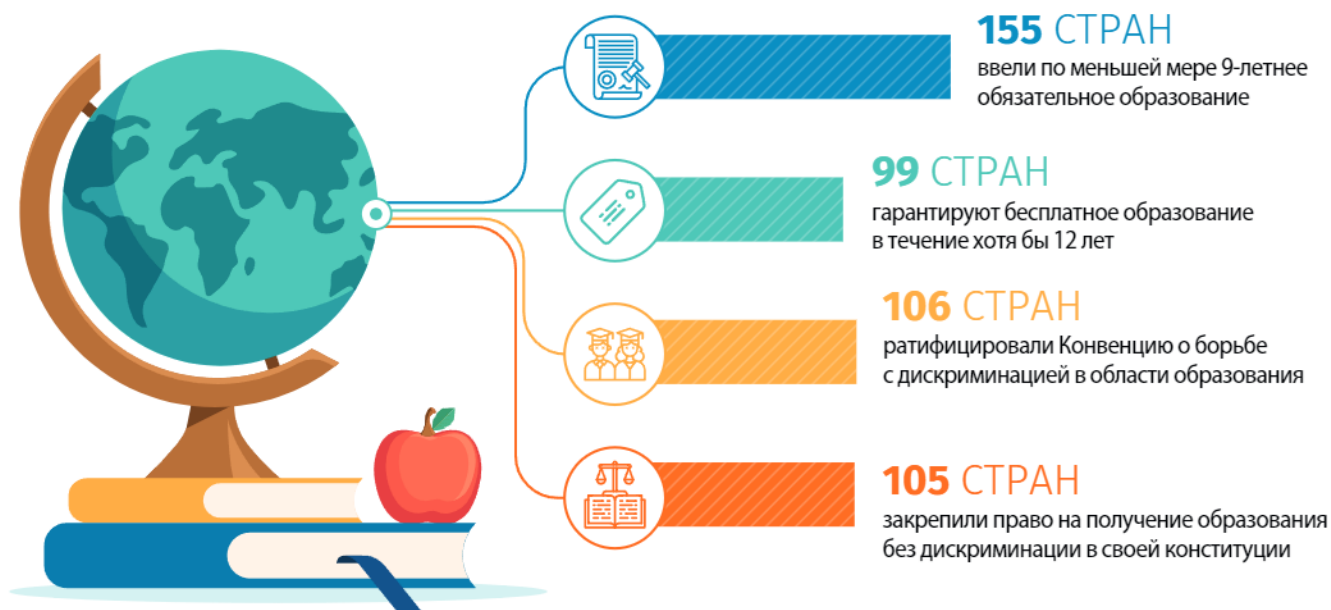 155 СТРАН
ввели по меньшей мере 9-летнее
обязательное образование
99 СТРАН
гарантируют бесплатное образование
в течение хотя бы 12 лет
106 СТРАН
ратифицировали Конвенцию о борьбе
с дискриминацией в области образования
105 СТРАН
закрепили право на получение образования
без дискриминации в своей конституции